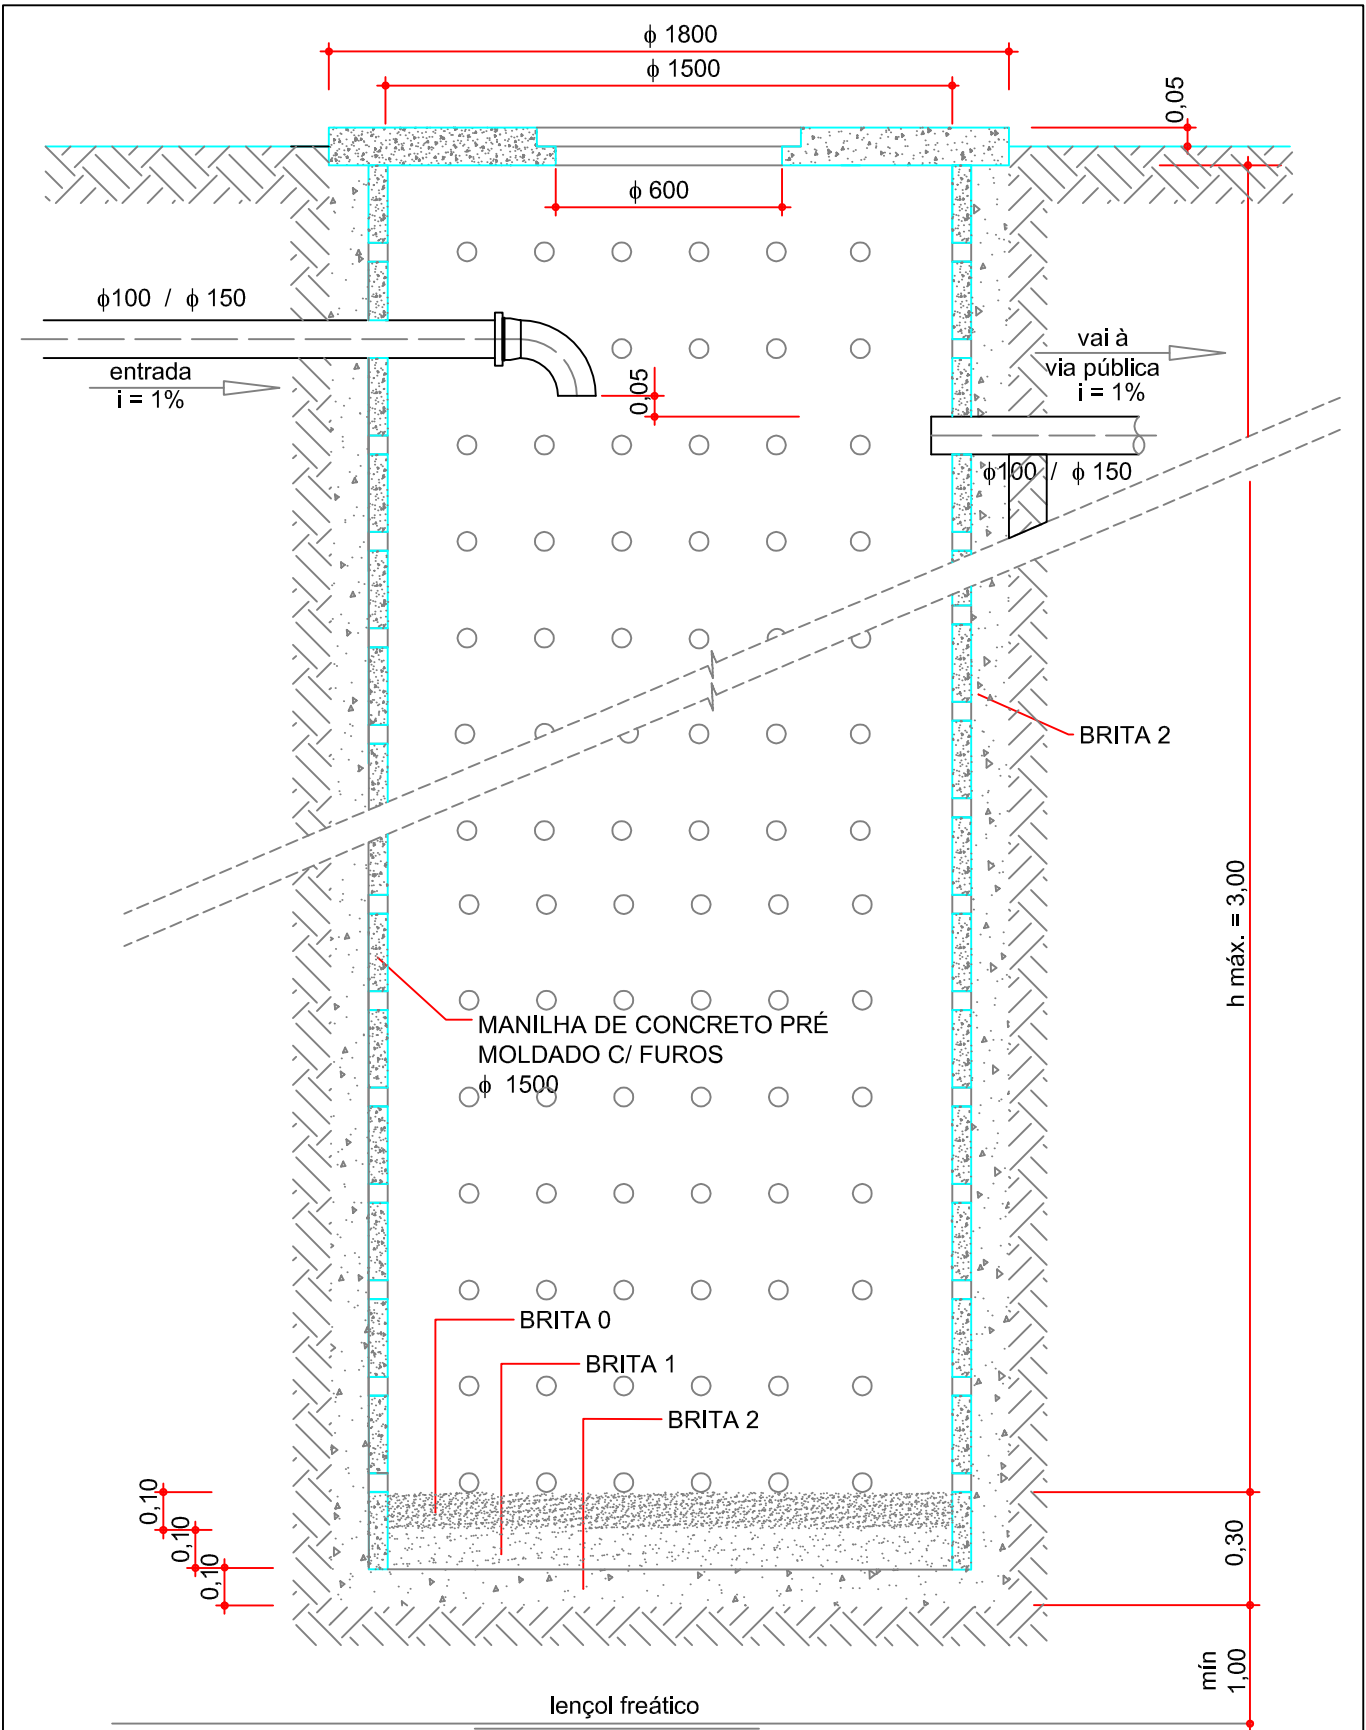 ϕ 1800
ϕ 1500
0,05
ϕ 600
ϕ100 / ϕ 150
entrada
i = 1%
0,05
vai à
via pública
i = 1%
ϕ100 / ϕ 150
BRITA 2
h máx. = 3,00
MANILHA DE CONCRETO PRÉ
MOLDADO C/ FUROS
ϕ 1500
BRITA 0
BRITA 1
BRITA 2
0,10
0,10
0,10
0,30
mín
1,00
lençol freático